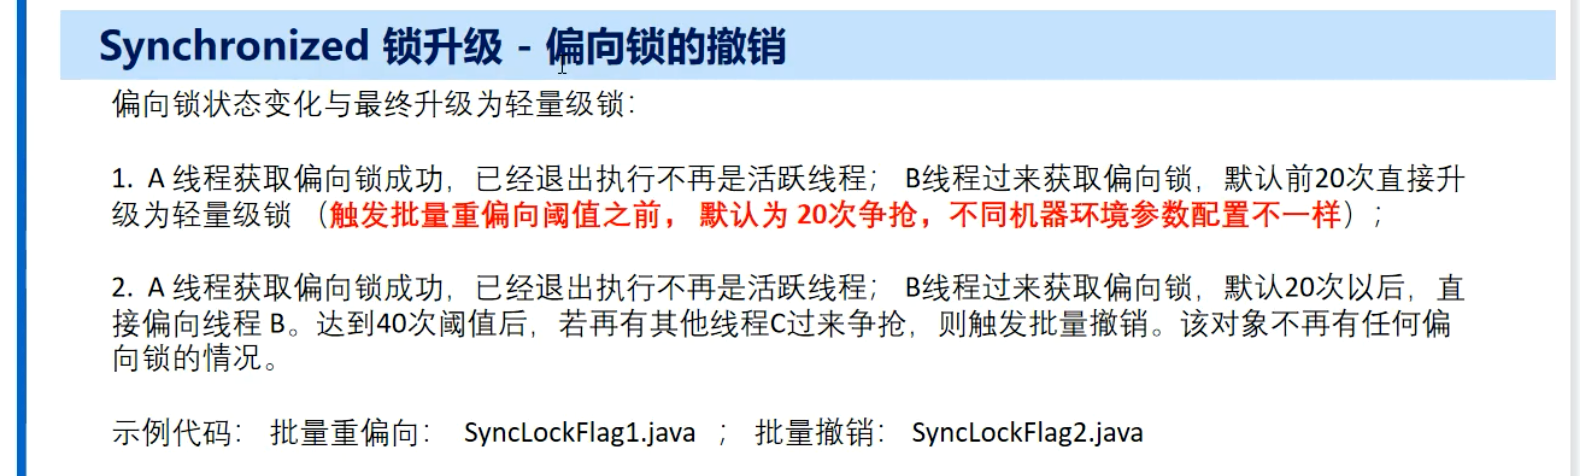 Synchronized 锁升级 - 偏向锁的撤销
偏向锁状态变化与最终升级为轻量级锁：
1. A 线程获取偏向锁成功，已经退出执行不再是活跃线程； B线程过来获取偏向锁，默认前20次直接升
级为轻量级锁 （触发批量重偏向阈值之前， 默认为 20次争抢，不同机器环境参数配置不一样）；
2. A 线程获取偏向锁成功，已经退出执行不再是活跃线程； B线程过来获取偏向锁，默认20次以后，直
接偏向线程 B。达到40次阈值后，若再有其他线程C过来争抢，则触发批量撤销。该对象不再有任何偏
向锁的情况。
示例代码： 批量重偏向： SyncLockFlag1.java ； 批量撤销： SyncLockFlag2.java